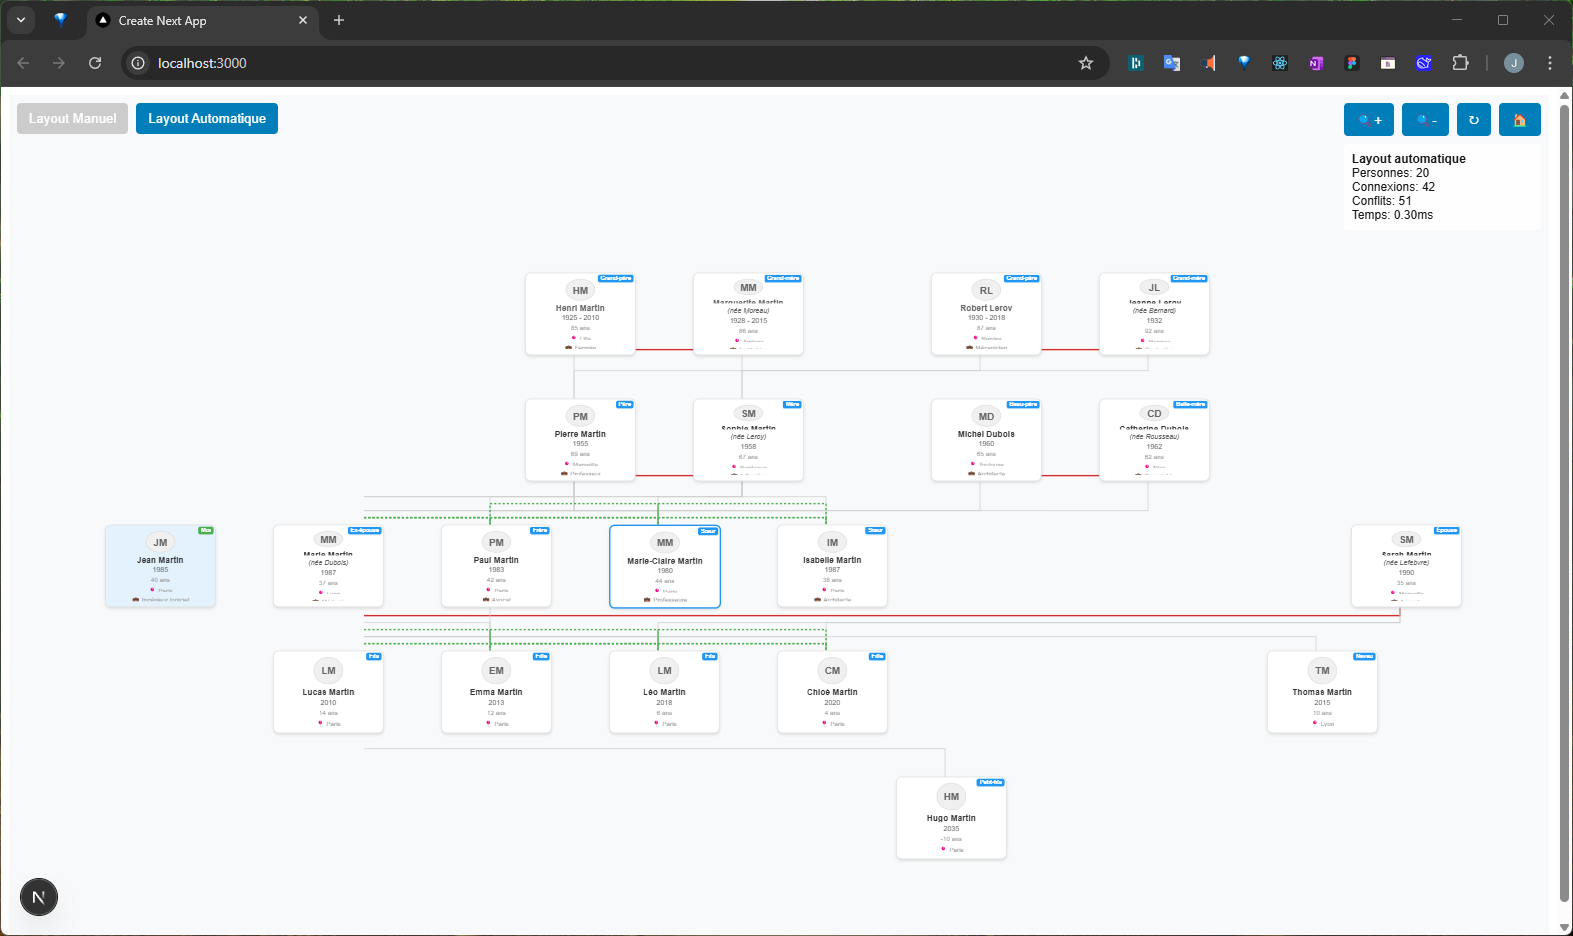 Create Next App
localhost:3000
Layout Manuel
Layout Automatique
+
-
Layout automatique
Personnes: 20
Connexions: 42
Conflits: 51
Temps: 0.30ms
Grand-père
HM
Henri Martin
1925 - 2010
85 ans
Grand-mère
MM
Marguerite Martin
(née Moreau)
1928 - 2015
86 ans
Grand-père
RL
Robert Leroy
1930 - 2018
87 ans
Nantes
Mécanicien
Grand-mère
JL
Jeanne Leroy
(née Bernard)
1932
92 ans
Père
PM
Pierre Martin
1955
69 ans
Marseille
Professeur
Mère
SM
Sophie Martin
(née Leroy)
1958
67 ans
Beau-père
MD
Michel Dubois
1960
65 ans
Toulouse
Architecte
Belle-mère
CD
Catherine Dubois
(née Rousseau)
1962
62 ans
Moi
JM
Jean Martin
1985
40 ans
Paris
Ingénieur logiciel
Ex-épouse
MM
Marie Martin
(née Dubois)
1987
37 ans
Frère
PM
Paul Martin
1983
42 ans
Paris
Avocat
Sœur
MM
Marie-Claire Martin
1980
44 ans
Paris
Professeure
Sœur
IM
Isabelle Martin
1987
38 ans
Paris
Architecte
Épouse
SM
Sarah Martin
(née Lefebvre)
1990
35 ans
Marseille
Fils
LM
Lucas Martin
2010
14 ans
Paris
Fille
EM
Emma Martin
2013
12 ans
Paris
Fils
LM
Léo Martin
2018
6 ans
Paris
Fille
CM
Chloé Martin
2020
4 ans
Paris
Neveu
TM
Thomas Martin
2015
10 ans
Lyon
Petit-fils
HM
Hugo Martin
2035
-10 ans
Paris
N
J